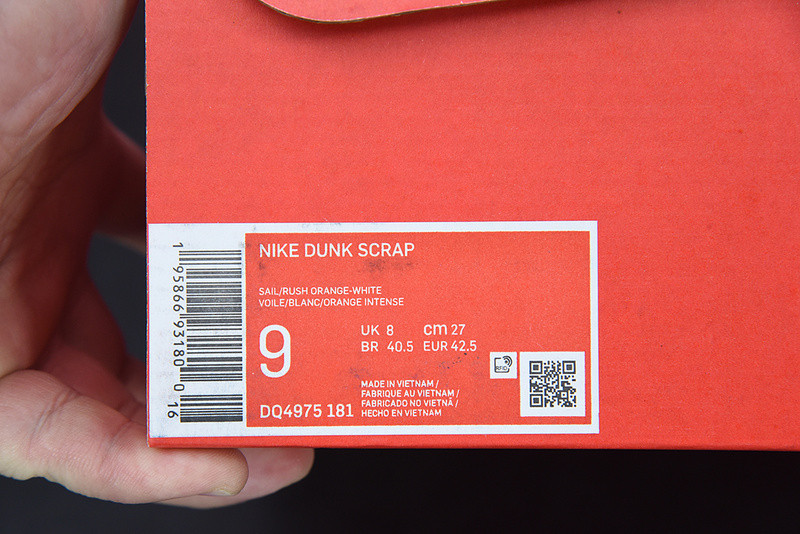 NIKE DUNK SCRAP
SAIL/RUSH ORANGE-WHITE
VOILE/BLANC/ORANGE INTENSE
9
UK 8 cm 27
BR 40.5 EUR 42.5
RFID
MADE IN VIETNAM /
FABRIQUE AU VIETNAM /
FABRICADO NO VIETNÃ /
HECHO EN VIETNAM
DQ4975 181
1 95866 93180 0 16